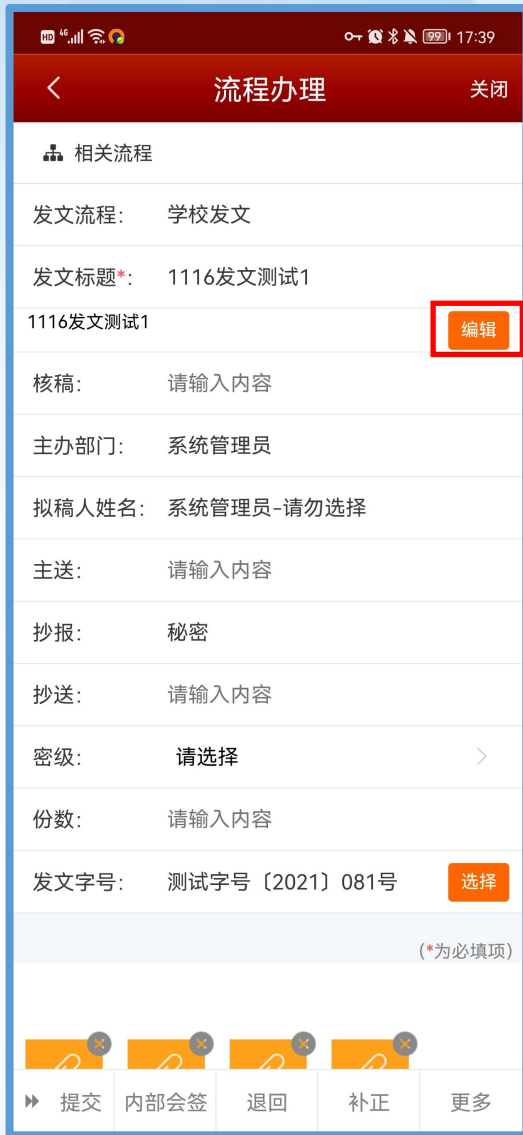 HD 4G 99 17:39
流程办理 关闭
相关流程
发文流程: 学校发文
发文标题*: 1116发文测试1
1116发文测试1 编辑
核稿: 请输入内容
主办部门: 系统管理员
拟稿人姓名: 系统管理员-请勿选择
主送: 请输入内容
抄报: 秘密
抄送: 请输入内容
密级: 请选择
份数: 请输入内容
发文字号: 测试字号〔2021〕081号 选择
(*为必填项)
提交 内部会签 退回 补正 更多